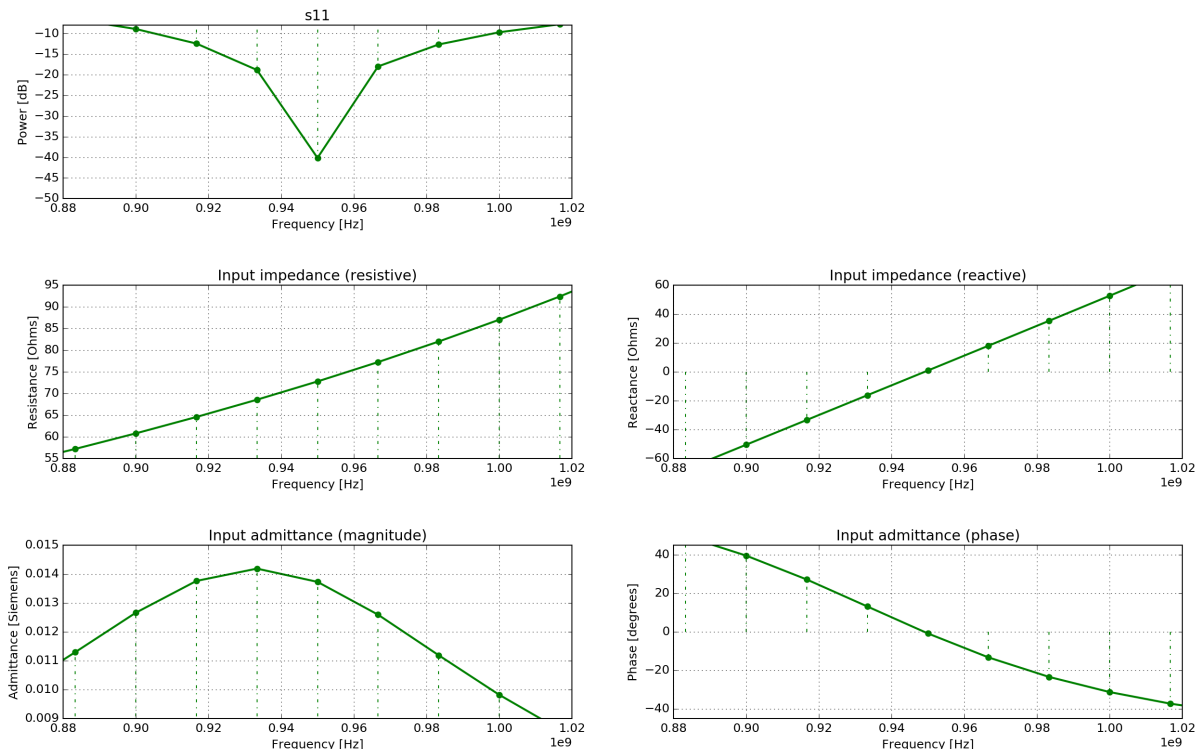 s11
−10
−15
−20
−25
−30
−35
−40
−45
−50
Power [dB]
0.88 0.90 0.92 0.94 0.96 0.98 1.00 1.02
Frequency [Hz]
1e9
Input impedance (resistive)
95
90
85
80
75
70
65
60
55
Resistance [Ohms]
0.88 0.90 0.92 0.94 0.96 0.98 1.00 1.02
Frequency [Hz]
1e9
Input impedance (reactive)
60
40
20
0
−20
−40
−60
Reactance [Ohms]
0.88 0.90 0.92 0.94 0.96 0.98 1.00 1.02
Frequency [Hz]
1e9
Input admittance (magnitude)
0.015
0.014
0.013
0.012
0.011
0.010
0.009
Admittance [Siemens]
0.88 0.90 0.92 0.94 0.96 0.98 1.00 1.02
Frequency [Hz]
1e9
Input admittance (phase)
40
20
0
−20
−40
Phase [degrees]
0.88 0.90 0.92 0.94 0.96 0.98 1.00 1.02
Frequency [Hz]
1e9